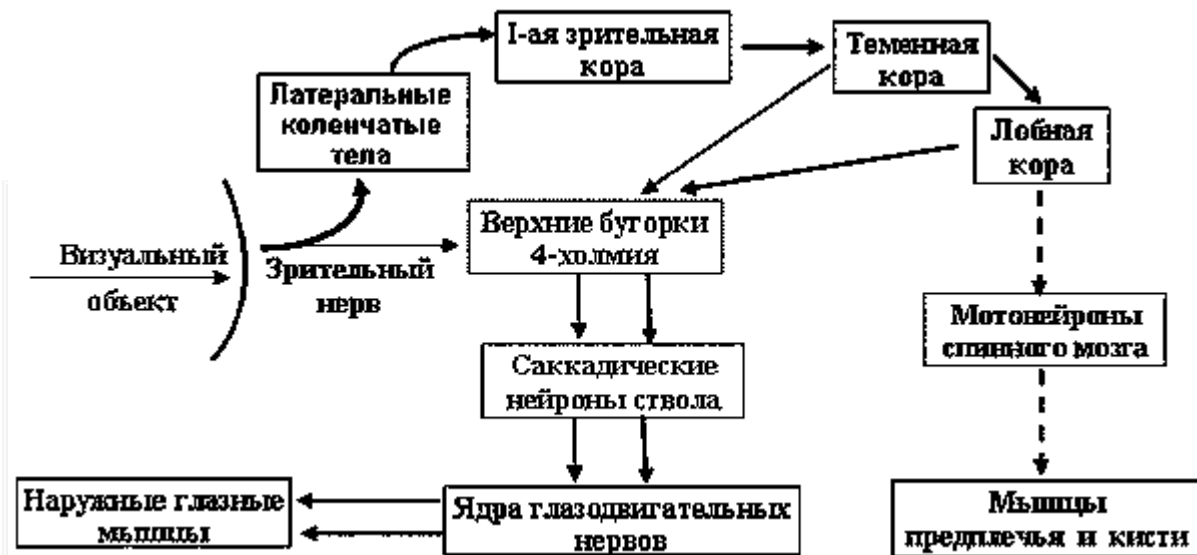 I-ая зрительная
кора
Теменная
кора
Латеральные
коленчатые
тела
Лобная
кора
Верхние бугорки
4-холмия
Визуальный
объект
Зрительный
нерв
Мотонейроны
спинного мозга
Саккадические
нейроны ствола
Наружные глазные
мышцы
Ядра глазодвигательных
нервов
Мышцы
предплечья и кисти